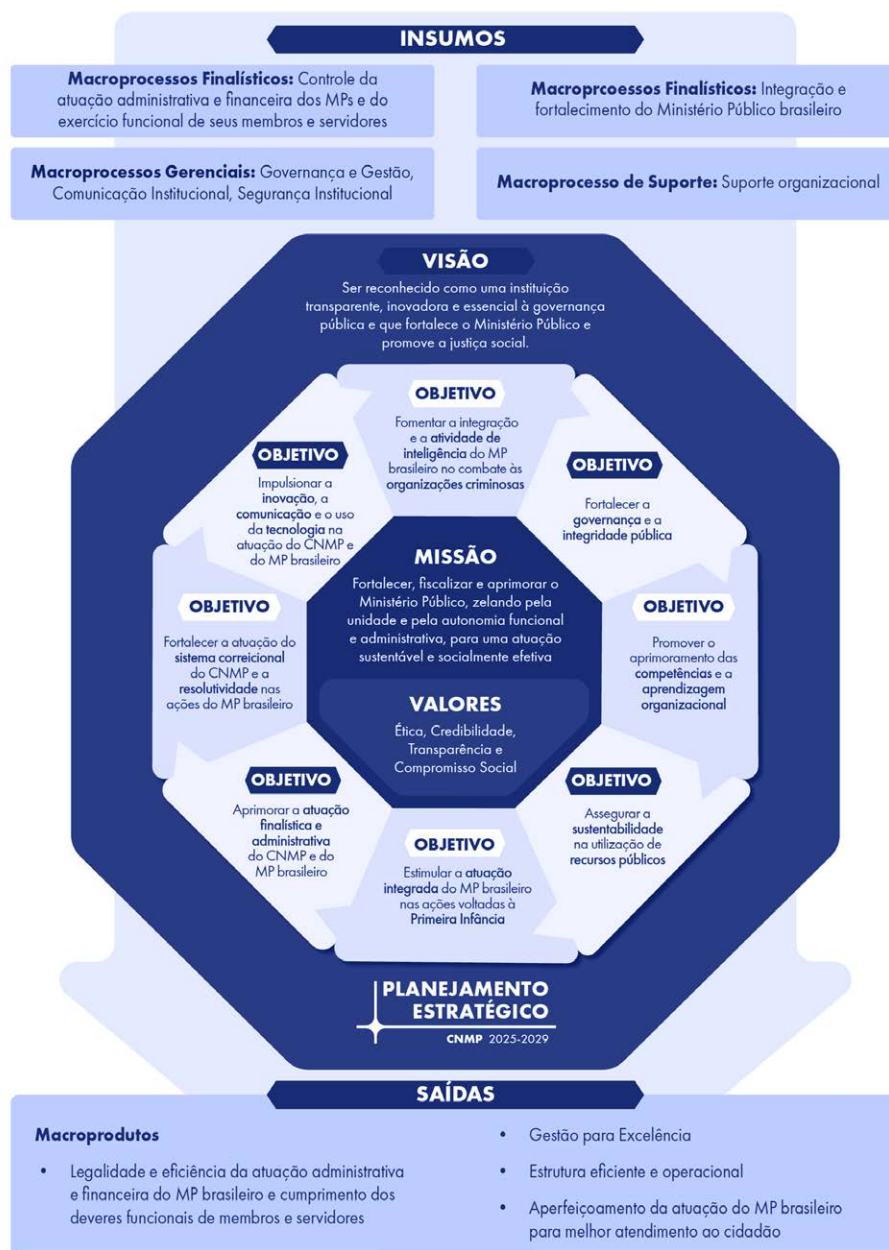 INSUMOS
Macroprocessos Finalísticos: Controle da
atuação administrativa e financeira dos MPs e do
exercício funcional de seus membros e servidores
Macroprcoessos Finalísticos: Integração e
fortalecimento do Ministério Público brasileiro
Macroprocessos Gerenciais: Governança e Gestão,
Comunicação Institucional, Segurança Institucional
Macroprocesso de Suporte: Suporte organizacional
VISÃO
Ser reconhecido como uma instituição
transparente, inovadora e essencial à governança
pública e que fortalece o Ministério Público e
promove a justiça social.
OBJETIVO
Fomentar a integração
e a atividade de
inteligência do MP
brasileiro no combate às
organizações criminosas
OBJETIVO
Impulsionar a
inovação, a
comunicação e o uso
da tecnologia na
atuação do CNMP e
do MP brasileiro
OBJETIVO
Fortalecer a
governança e a
integridade pública
MISSÃO
Fortalecer, fiscalizar e aprimorar o
Ministério Público, zelando pela
unidade e pela autonomia funcional
e administrativa, para uma atuação
sustentável e socialmente efetiva
OBJETIVO
Fortalecer a atuação do
sistema correicional
do CNMP e a
resolutividade nas
ações do MP brasileiro
OBJETIVO
Promover o
aprimoramento das
competências e a
aprendizagem
organizacional
VALORES
Ética, Credibilidade,
Transparência e
Compromisso Social
OBJETIVO
Aprimorar a atuação
finalística e
administrativa
do CNMP e do
MP brasileiro
OBJETIVO
Assegurar a
sustentabilidade
na utilização de
recursos públicos
OBJETIVO
Estimular a atuação
integrada do MP brasileiro
nas ações voltadas à
Primeira Infância
PLANEJAMENTO
ESTRATÉGICO
CNMP 2025-2029
SAÍDAS
Macroprodutos
• Legalidade e eficiência da atuação administrativa
e financeira do MP brasileiro e cumprimento dos
deveres funcionais de membros e servidores
• Gestão para Excelência
• Estrutura eficiente e operacional
• Aperfeiçoamento da atuação do MP brasileiro
para melhor atendimento ao cidadão